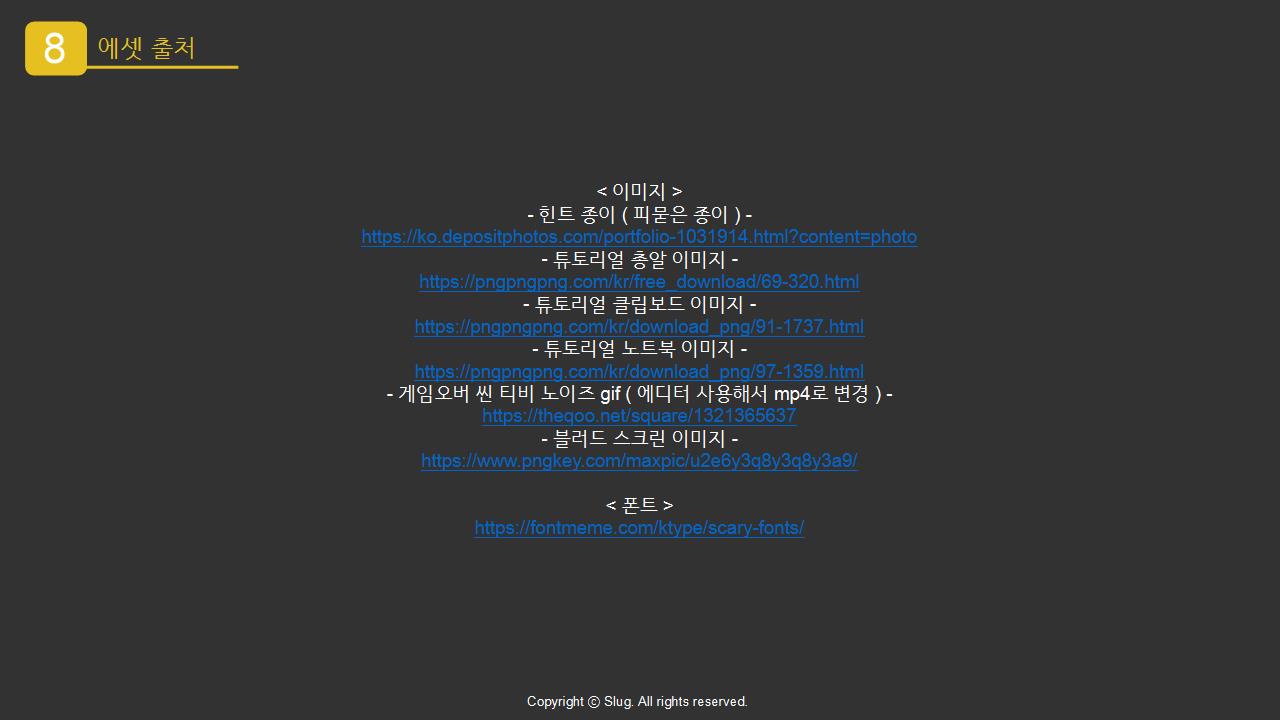 8 에셋 출처
< 이미지 >
- 힌트 종이 ( 피묻은 종이 ) -
https://ko.depositphotos.com/portfolio-1031914.html?content=photo
- 튜토리얼 총알 이미지 -
https://pngpngpng.com/kr/free_download/69-320.html
- 튜토리얼 클립보드 이미지 -
https://pngpngpng.com/kr/download_png/91-1737.html
- 튜토리얼 노트북 이미지 -
https://pngpngpng.com/kr/download_png/97-1359.html
- 게임오버 씬 티비 노이즈 gif ( 에디터 사용해서 mp4로 변경 ) -
https://theqoo.net/square/1321365637
- 블러드 스크린 이미지 -
https://www.pngkey.com/maxpic/u2e6y3q8y3q8y3a9/
< 폰트 >
https://fontmeme.com/ktype/scary-fonts/
Copyright ⓒ Slug. All rights reserved.